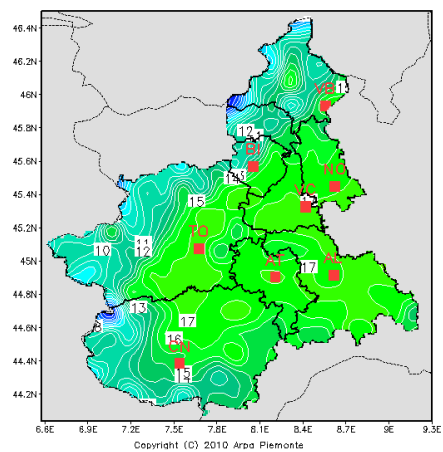 46.4N
46.2N
46N
45.8N
45.6N
45.4N
45.2N
45N
44.8N
44.6N
44.4N
44.2N
VB
12
BI
NO
15
VC
TO
10
11
12
AT
17
AL
13
17
16
CN
15
6.6E 6.9E 7.2E 7.5E 7.8E 8.1E 8.4E 8.7E 9E 9.3E
Copyright (C) 2010 Arpa Piemonte